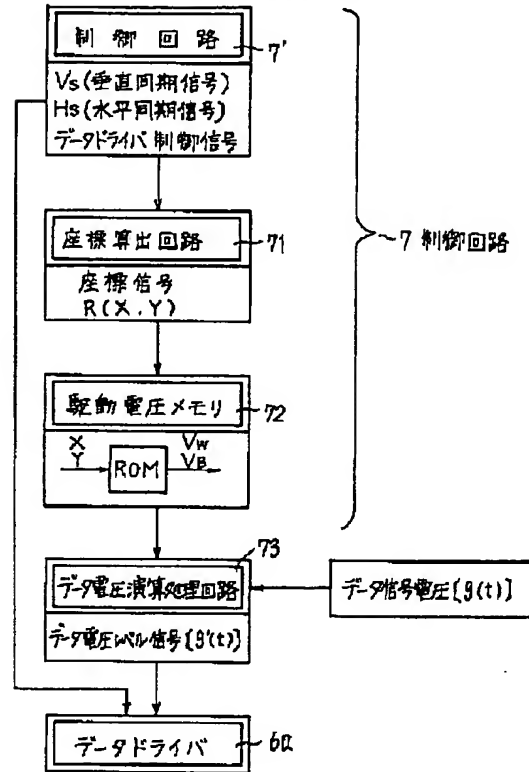 制御回路
7'
Vs(垂直同期信号)
Hs(水平同期信号)
データドライバ制御信号
座標算出回路
71
座標信号
R(X,Y)
7 制御回路
駆動電圧メモリ
72
X
Y
ROM
VW
VB
73
データ電圧演算処理回路
データ信号電圧[g(t)]
データ電圧レベル信号[g'(t)]
データドライバ
6a